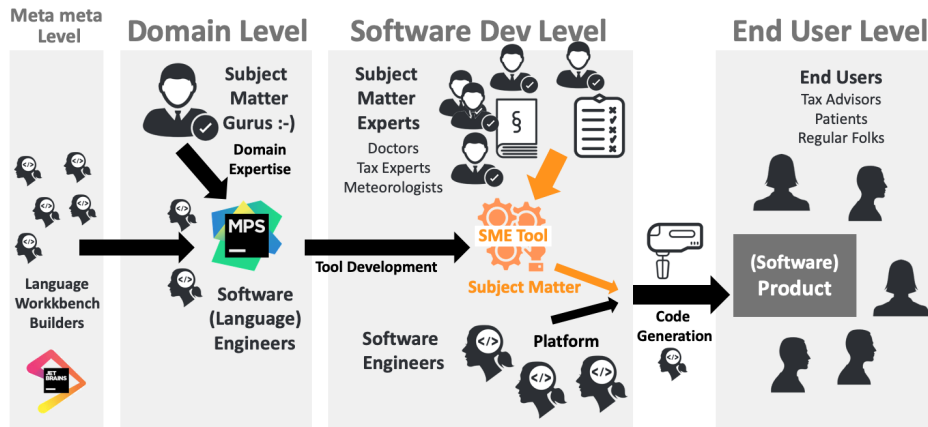 Meta meta
Level
Domain Level
Software Dev Level
End User Level
Language
Workkbench
Builders
JET
BRAINS
Subject
Matter
Gurus :-)
Domain
Expertise
MPS
Software
(Language)
Engineers
Tool Development
Subject
Matter
Experts
Doctors
Tax Experts
Meteorologists
§
SME Tool
Subject Matter
Software
Engineers
Platform
Code
Generation
End Users
Tax Advisors
Patients
Regular Folks
(Software)
Product